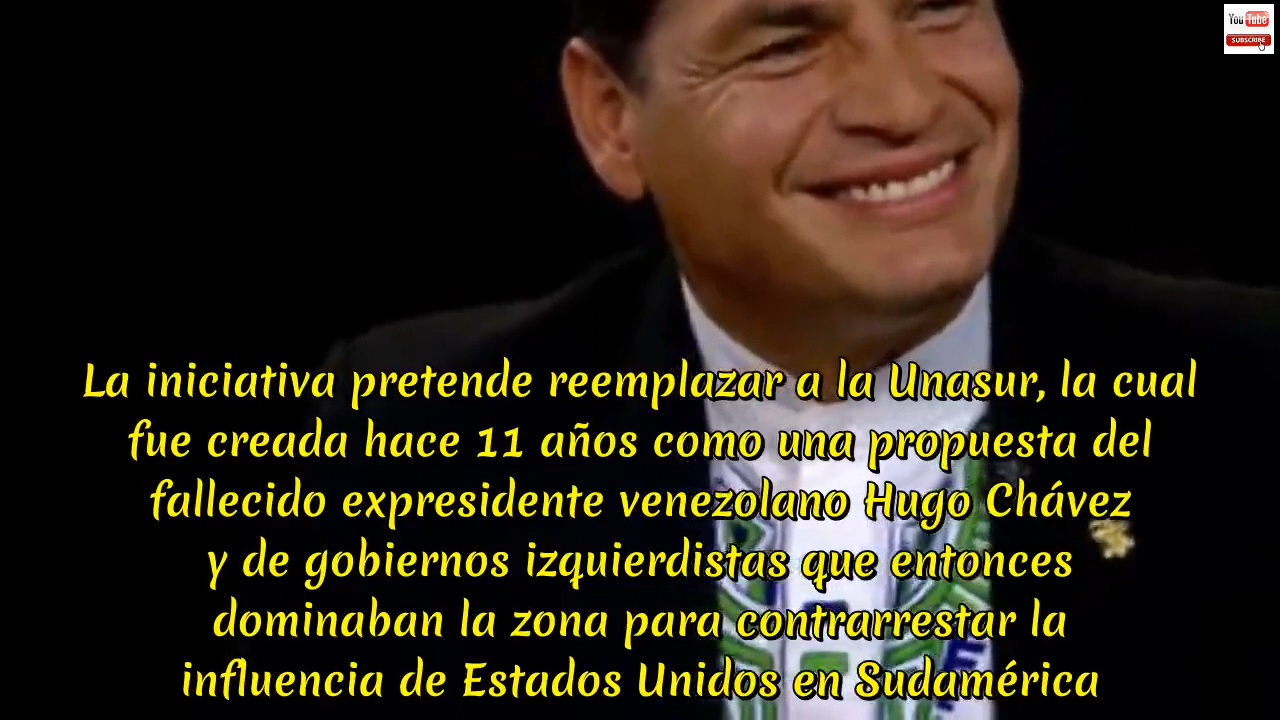 You Tube
SUBSCRIBE
La iniciativa pretende reemplazar a la Unasur, la cual
fue creada hace 11 años como una propuesta del
fallecido expresidente venezolano Hugo Chávez
y de gobiernos izquierdistas que entonces
dominaban la zona para contrarrestar la
influencia de Estados Unidos en Sudamérica